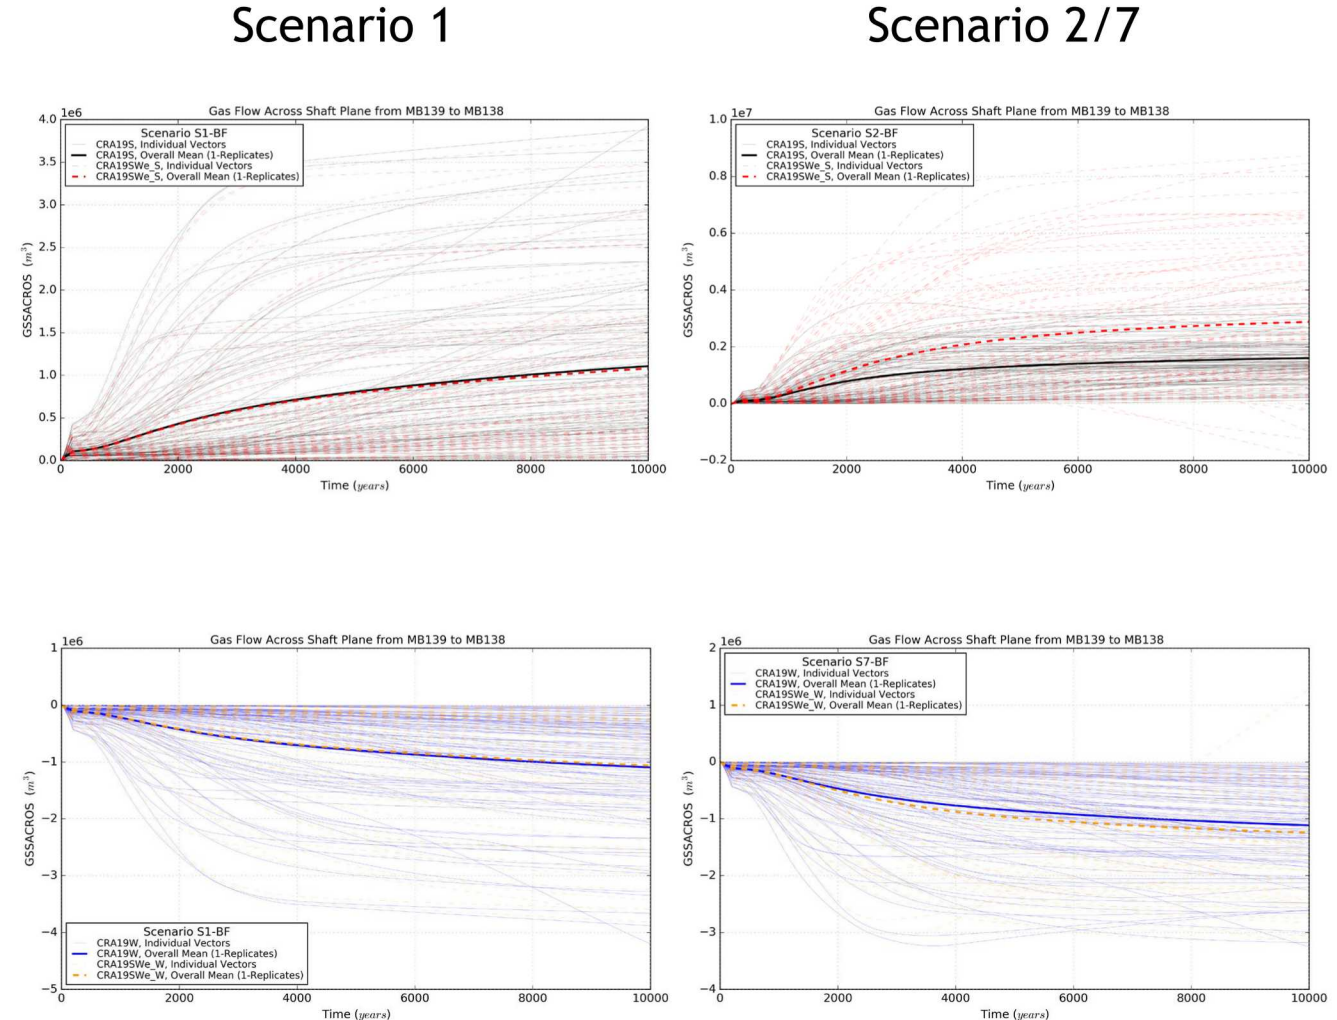 Scenario 1
Scenario 2/7
Gas Flow Across Shaft Plane from MB139 to MB138
1e6
4.0
3.5
3.0
2.5
2.0
1.5
1.0
0.5
0.0
GSSACROS (m³)
Scenario S1-BF
CRA19S, Individual Vectors
CRA19S, Overall Mean (1-Replicates)
CRA19SWe_S, Individual Vectors
CRA19SWe_S, Overall Mean (1-Replicates)
0 2000 4000 6000 8000 10000
Time (years)
Gas Flow Across Shaft Plane from MB139 to MB138
1e7
1.0
0.8
0.6
0.4
0.2
0.0
−0.2
GSSACROS (m³)
Scenario S2-BF
CRA19S, Individual Vectors
CRA19S, Overall Mean (1-Replicates)
CRA19SWe_S, Individual Vectors
CRA19SWe_S, Overall Mean (1-Replicates)
0 2000 4000 6000 8000 10000
Time (years)
Gas Flow Across Shaft Plane from MB139 to MB138
1e6
1
0
−1
−2
−3
−4
−5
GSSACROS (m³)
Scenario S1-BF
CRA19W, Individual Vectors
CRA19W, Overall Mean (1-Replicates)
CRA19SWe_W, Individual Vectors
CRA19SWe_W, Overall Mean (1-Replicates)
0 2000 4000 6000 8000 10000
Time (years)
Gas Flow Across Shaft Plane from MB139 to MB138
1e6
2
1
0
−1
−2
−3
−4
GSSACROS (m³)
Scenario S7-BF
CRA19W, Individual Vectors
CRA19W, Overall Mean (1-Replicates)
CRA19SWe_W, Individual Vectors
CRA19SWe_W, Overall Mean (1-Replicates)
0 2000 4000 6000 8000 10000
Time (years)